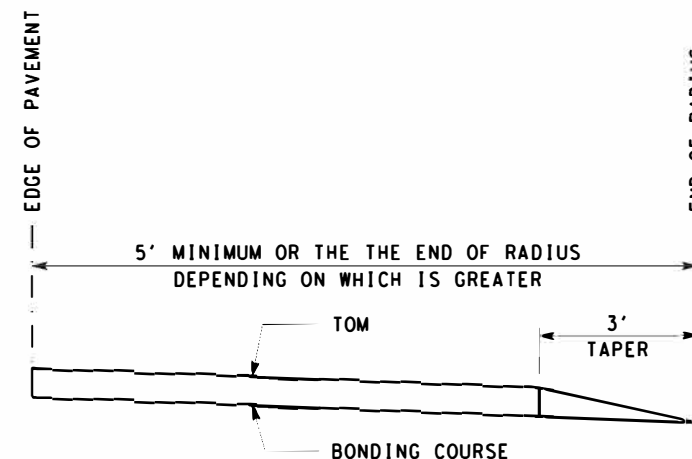 EDGE OF PAVEMENT
5' MINIMUM OR THE THE END OF RADIUS
DEPENDING ON WHICH IS GREATER
TOM
3'
TAPER
BONDING COURSE